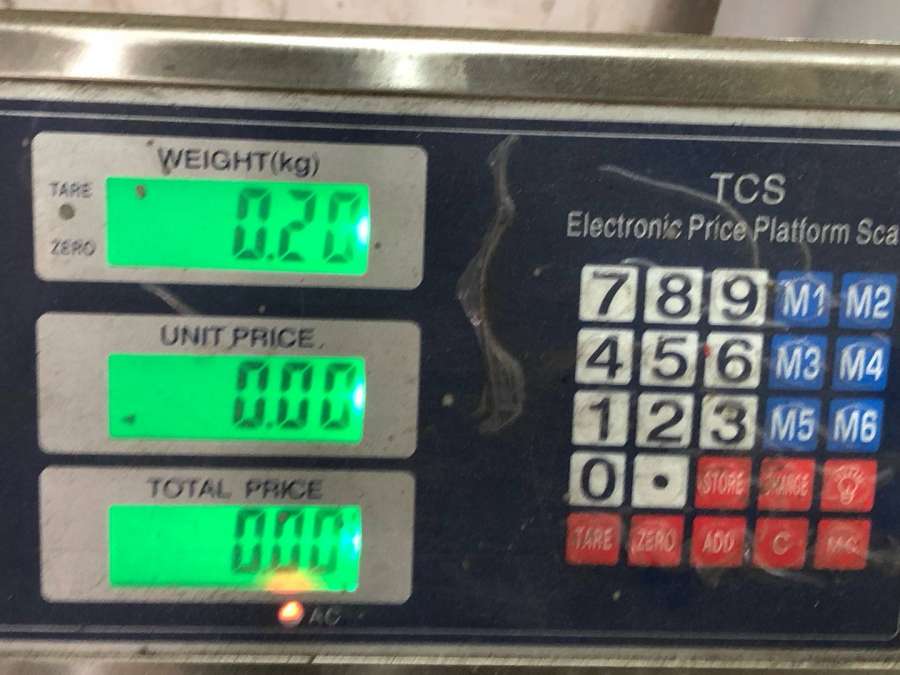 WEIGHT(kg)
TARE
ZERO
0.20
UNIT PRICE
0.00
TOTAL PRICE
0.00
AC
TCS
Electronic Price Platform Sca
7 8 9 M1 M2
4 5 6 M3 M4
1 2 3 M5 M6
0 . STORE CHANGE
TARE ZERO ADD C MC